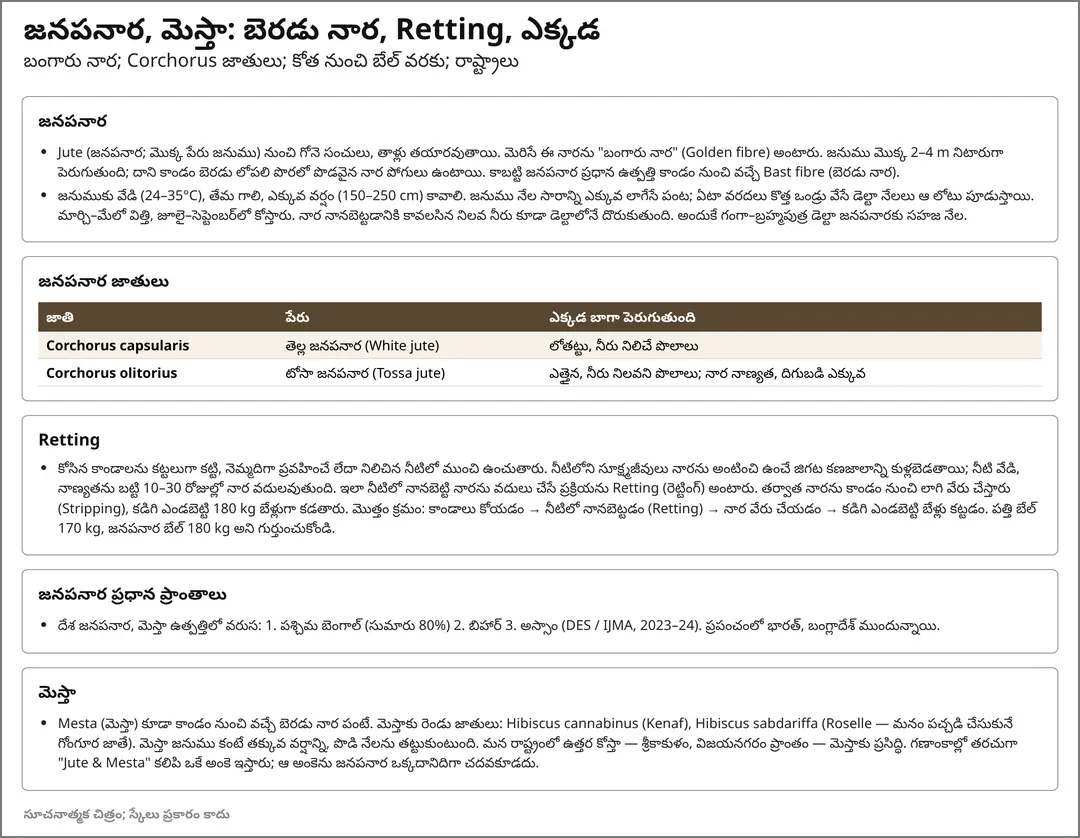 జనపనార, మెస్తా: బెరడు నార, Retting, ఎక్కడ
బంగారు నార; Corchorus జాతులు; కోత నుంచి బేల్ వరకు; రాష్ట్రాలు
జనపనార
• Jute (జనపనార; మొక్క పేరు జనుము) నుంచి గోనె సంచులు, తాళ్లు తయారవుతాయి. మెరిసే ఈ నారను "బంగారు నార" (Golden fibre) అంటారు. జనుము మొక్క 2–4 m నిటారుగా
పెరుగుతుంది; దాని కాండం బెరడు లోపలి పొరలో పొడవైన నార పోగులు ఉంటాయి. కాబట్టి జనపనార ప్రధాన ఉత్పత్తి కాండం నుంచి వచ్చే Bast fibre (బెరడు నార).
• జనుముకు వేడి (24–35°C), తేమ గాలి, ఎక్కువ వర్షం (150–250 cm) కావాలి. జనుము నేల సారాన్ని ఎక్కువ లాగేసే పంట; ఏటా వరదలు కొత్త ఒండ్రు వేసే డెల్టా నేలలు ఆ లోటు పూడుస్తాయి.
మార్చి–మేలో విత్తి, జూలై–సెప్టెంబర్‌లో కోస్తారు. నార నానబెట్టడానికి కావలసిన నిలవ నీరు కూడా డెల్టాలోనే దొరుకుతుంది. అందుకే గంగా–బ్రహ్మపుత్ర డెల్టా జనపనారకు సహజ నేల.
జనపనార జాతులు
జాతి పేరు ఎక్కడ బాగా పెరుగుతుంది
Corchorus capsularis తెల్ల జనపనార (White jute) లోతట్టు, నీరు నిలిచే పొలాలు
Corchorus olitorius టోసా జనపనార (Tossa jute) ఎత్తైన, నీరు నిలవని పొలాలు; నార నాణ్యత, దిగుబడి ఎక్కువ
Retting
• కోసిన కాండాలను కట్టలుగా కట్టి, నెమ్మదిగా ప్రవహించే లేదా నిలిచిన నీటిలో ముంచి ఉంచుతారు. నీటిలోని సూక్ష్మజీవులు నారను అంటించి ఉంచే జిగట కణజాలాన్ని కుళ్లబెడతాయి; నీటి వేడి,
నాణ్యతను బట్టి 10–30 రోజుల్లో నార వదులవుతుంది. ఇలా నీటిలో నానబెట్టి నారను వదులు చేసే ప్రక్రియను Retting (రెట్టింగ్) అంటారు. తర్వాత నారను కాండం నుంచి లాగి వేరు చేస్తారు
(Stripping), కడిగి ఎండబెట్టి 180 kg బేళ్లుగా కడతారు. మొత్తం క్రమం: కాండాలు కోయడం → నీటిలో నానబెట్టడం (Retting) → నార వేరు చేయడం → కడిగి ఎండబెట్టి బేళ్లు కట్టడం. పత్తి బేల్
170 kg, జనపనార బేల్ 180 kg అని గుర్తుంచుకోండి.
జనపనార ప్రధాన ప్రాంతాలు
• దేశ జనపనార, మెస్తా ఉత్పత్తిలో వరుస: 1. పశ్చిమ బెంగాల్ (సుమారు 80%) 2. బిహార్ 3. అస్సాం (DES / IJMA, 2023–24). ప్రపంచంలో భారత్, బంగ్లాదేశ్ ముందున్నాయి.
మెస్తా
• Mesta (మెస్తా) కూడా కాండం నుంచి వచ్చే బెరడు నార పంటే. మెస్తాకు రెండు జాతులు: Hibiscus cannabinus (Kenaf), Hibiscus sabdariffa (Roselle — మనం పచ్చడి చేసుకునే
గోంగూర జాతే). మెస్తా జనుము కంటే తక్కువ వర్షాన్ని, పొడి నేలను తట్టుకుంటుంది. మన రాష్ట్రంలో ఉత్తర కోస్తా — శ్రీకాకుళం, విజయనగరం ప్రాంతం — మెస్తాకు ప్రసిద్ధి. గణాంకాల్లో తరచుగా
"Jute & Mesta" కలిపి ఒకే అంకె ఇస్తారు; ఆ అంకెను జనపనార ఒక్కదానిదిగా చదవకూడదు.
సూచనాత్మక చిత్రం; స్కేలు ప్రకారం కాదు